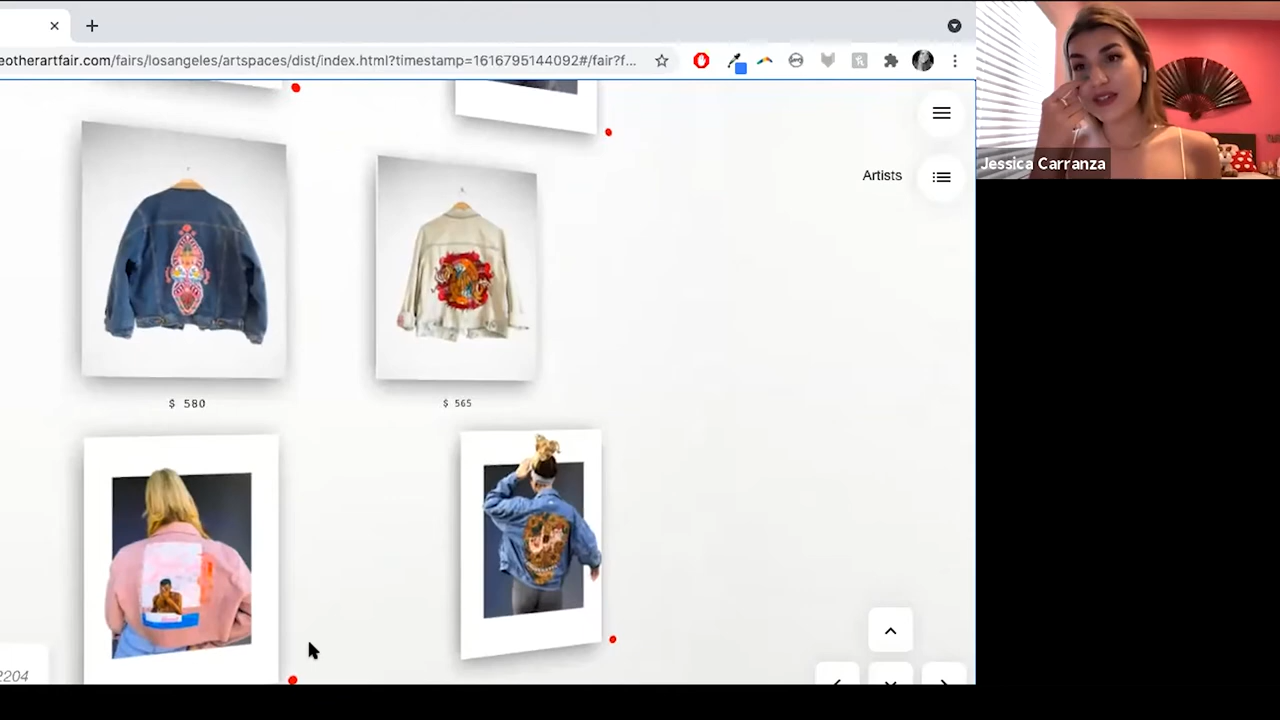 eotherartfair.com/fairs/losangeles/artspaces/dist/index.html?timestamp=1616795144092#/fair?f...
Jessica Carranza
Artists
$ 580
$ 565
2204